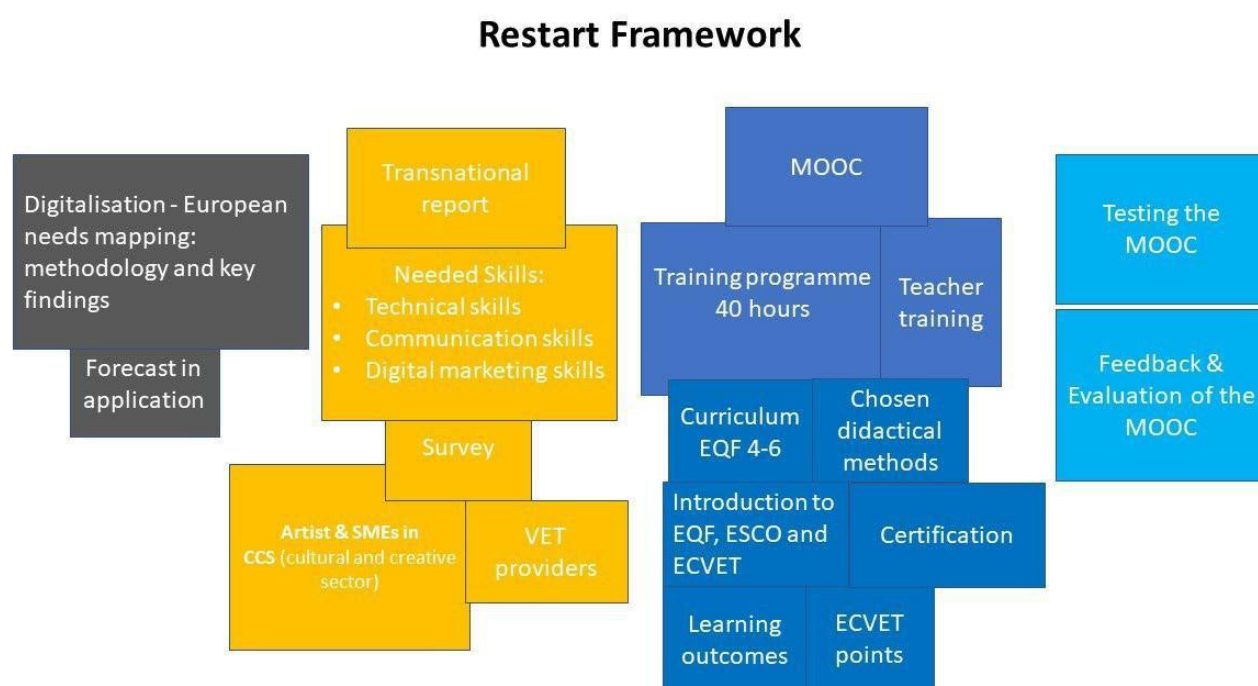 Restart Framework
Digitalisation - European
needs mapping:
methodology and key
findings
Forecast in
application
Transnational
report
Needed Skills:
• Technical skills
• Communication skills
• Digital marketing skills
Survey
Artist & SMEs in
CCS (cultural and creative
sector)
VET
providers
MOOC
Training programme
40 hours
Teacher
training
Curriculum
EQF 4-6
Chosen
didactical
methods
Introduction to
EQF, ESCO and
ECVET
Certification
Learning
outcomes
ECVET
points
Testing the
MOOC
Feedback &
Evaluation of the
MOOC